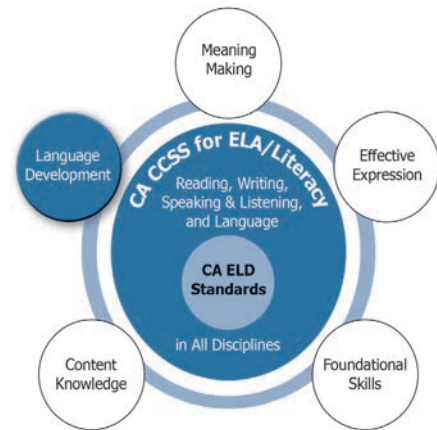 Meaning
Making
Language
Development
Effective
Expression
CA CCSS for ELA/Literacy
Reading, Writing,
Speaking & Listening,
and Language
CA ELD
Standards
in All Disciplines
Content
Knowledge
Foundational
Skills